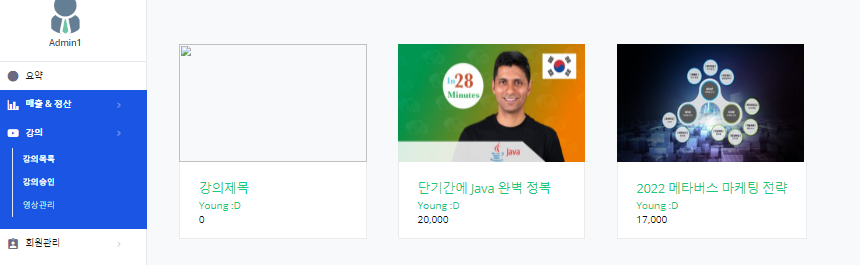 Admin1
요약
매출 & 정산
강의
강의목록
강의승인
영상관리
회원관리
강의제목
Young :D
0
In 28
Minutes
Java
단기간에 Java 완벽 정복
Young :D
20,000
2022 메타버스 마케팅 전략
Young :D
17,000